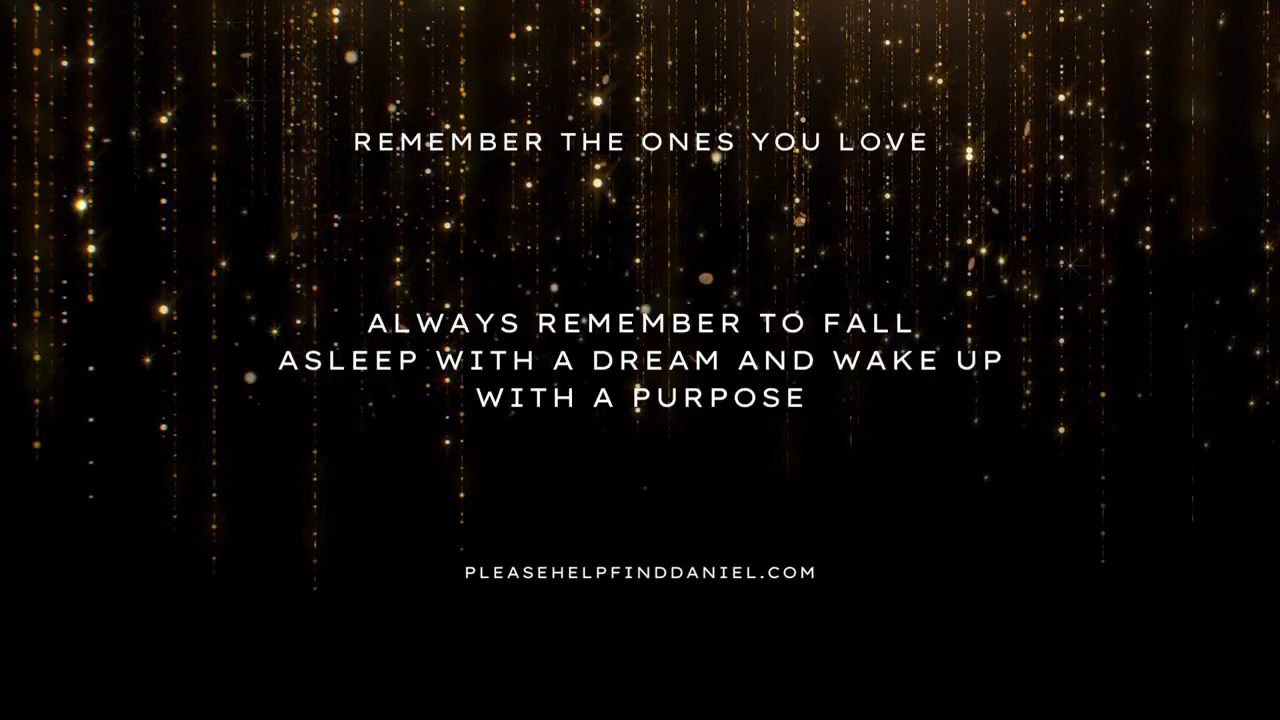 REMEMBER THE ONES YOU LOVE
ALWAYS REMEMBER TO FALL
ASLEEP WITH A DREAM AND WAKE UP
WITH A PURPOSE
PLEASEHELPFINDDANIEL.COM